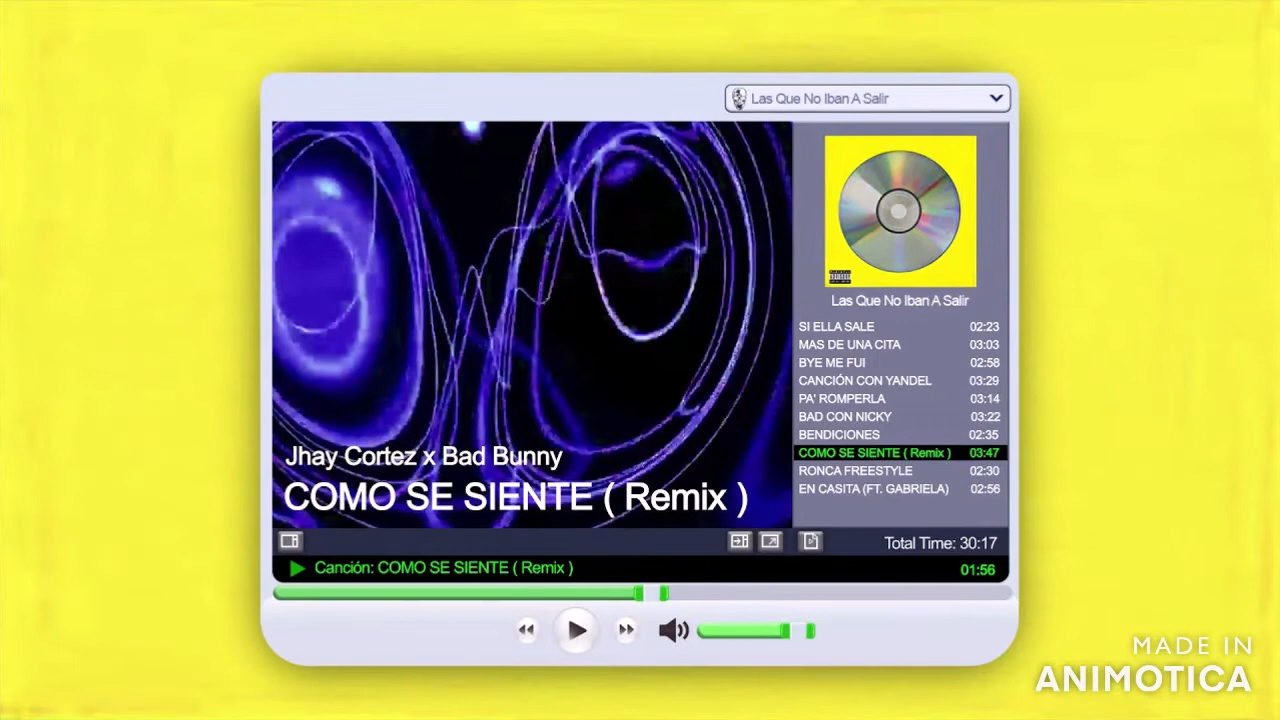 Las Que No Iban A Salir
Las Que No Iban A Salir
SI ELLA SALE 02:23
MAS DE UNA CITA 03:03
BYE ME FUI 02:58
CANCIÓN CON YANDEL 03:29
PA' ROMPERLA 03:14
BAD CON NICKY 03:22
BENDICIONES 02:35
COMO SE SIENTE ( Remix ) 03:47
RONCA FREESTYLE 02:30
EN CASITA (FT. GABRIELA) 02:56
Jhay Cortez x Bad Bunny
COMO SE SIENTE ( Remix )
Total Time: 30:17
Canción: COMO SE SIENTE ( Remix ) 01:56
MADE IN
ANIMOTICA